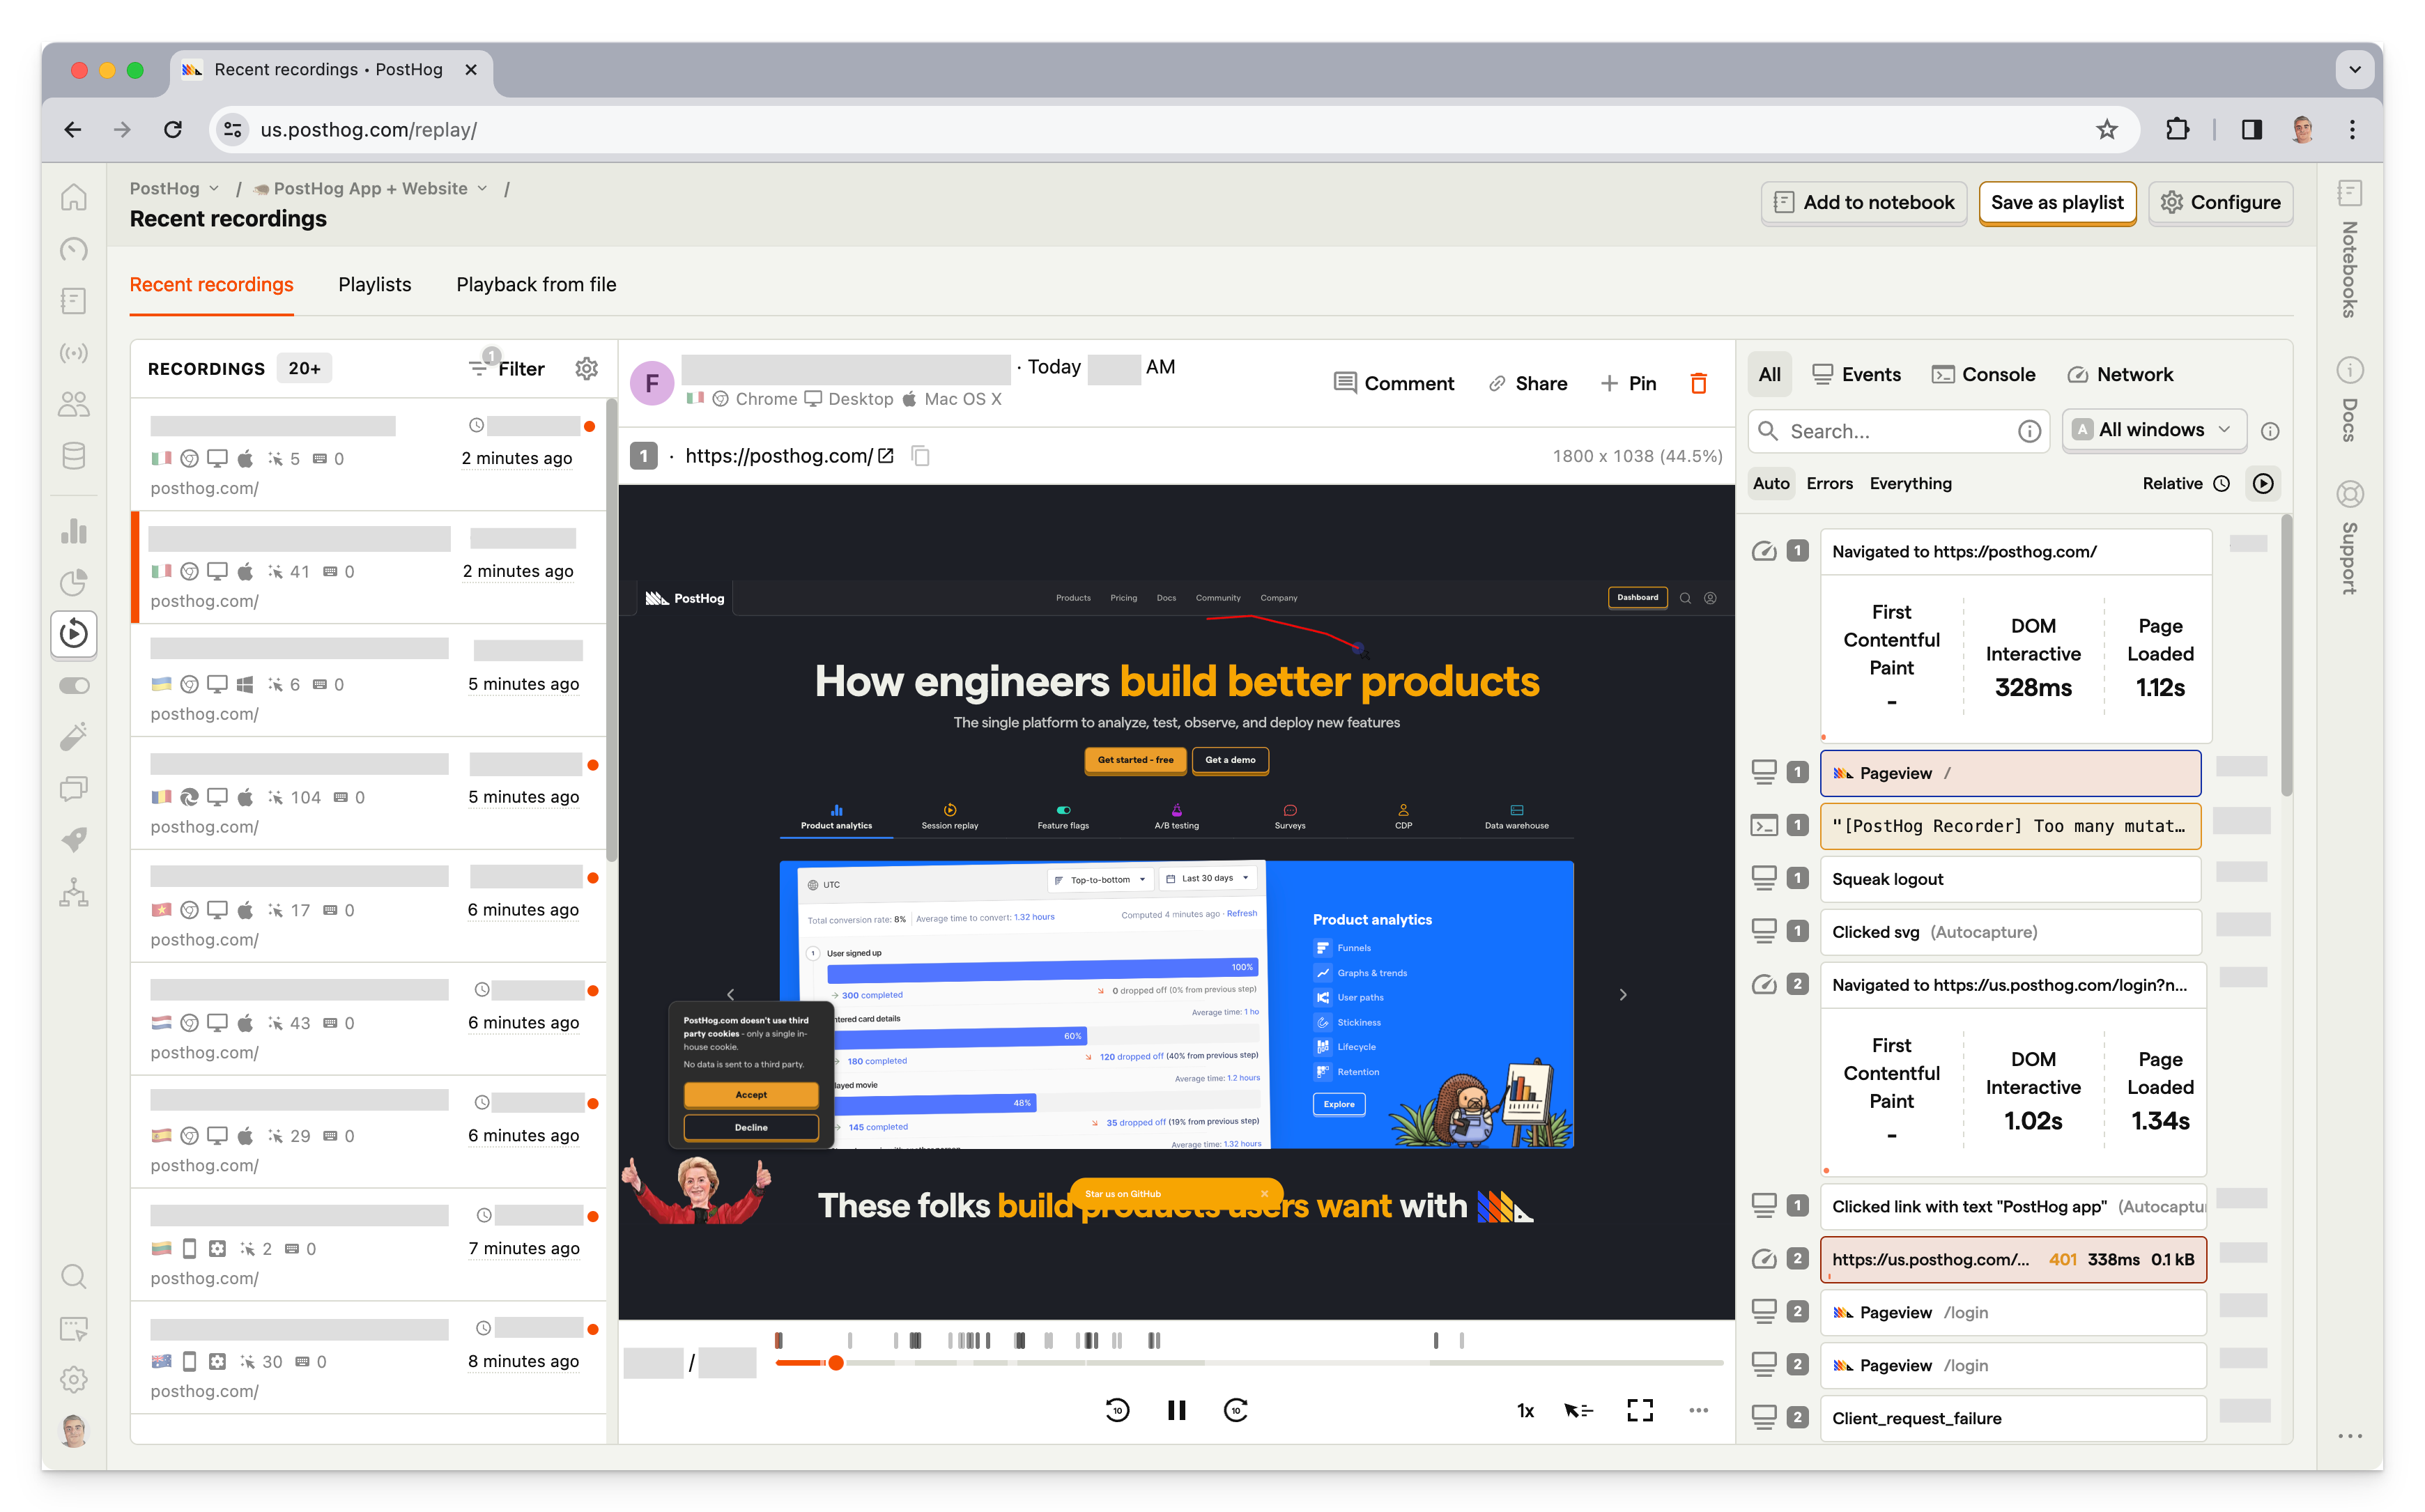 Recent recordings • PostHog
us.posthog.com/replay/
PostHog / PostHog App + Website /
Recent recordings
Add to notebook
Save as playlist
Configure
Recent recordings
Playlists
Playback from file
RECORDINGS 20+
1
Filter
5 0
2 minutes ago
posthog.com/
41 0
2 minutes ago
posthog.com/
6 0
5 minutes ago
posthog.com/
104 0
5 minutes ago
posthog.com/
17 0
6 minutes ago
posthog.com/
43 0
6 minutes ago
posthog.com/
29 0
6 minutes ago
posthog.com/
2 0
7 minutes ago
posthog.com/
30 0
8 minutes ago
posthog.com/
F
· Today AM
Chrome Desktop Mac OS X
Comment
Share
Pin
1 · https://posthog.com/
1800 x 1038 (44.5%)
PostHog
Products Pricing Docs Community Company
Dashboard
How engineers build better products
The single platform to analyze, test, observe, and deploy new features
Get started - free
Get a demo
Product analytics
Session replay
Feature flags
A/B testing
Surveys
CDP
Data warehouse
UTC
Top-to-bottom
Last 30 days
Total conversion rate: 8% Average time to convert: 1.32 hours
Computed 4 minutes ago · Refresh
1 User signed up
100%
300 completed
0 dropped off (0% from previous step)
ntered card details
Average time: 1 ho
60%
180 completed
120 dropped off (40% from previous step)
layed movie
Average time: 1.2 hours
48%
145 completed
35 dropped off (19% from previous step)
Average time: 1.32 hours
Product analytics
Funnels
Graphs & trends
User paths
Stickiness
Lifecycle
Retention
Explore
PostHog.com doesn't use third
party cookies - only a single in-
house cookie.
No data is sent to a third party.
Accept
Decline
Star us on GitHub
These folks build products users want with
/
10
10
1x
All
Events
Console
Network
Search...
A All windows
Auto
Errors
Everything
Relative
1 Navigated to https://posthog.com/
First
Contentful
Paint
-
DOM
Interactive
328ms
Page
Loaded
1.12s
1 Pageview /
1 "[PostHog Recorder] Too many mutat...
1 Squeak logout
1 Clicked svg (Autocapture)
2 Navigated to https://us.posthog.com/login?n...
First
Contentful
Paint
-
DOM
Interactive
1.02s
Page
Loaded
1.34s
1 Clicked link with text "PostHog app" (Autocaptu
2 https://us.posthog.com/... 401 338ms 0.1 kB
2 Pageview /login
2 Pageview /login
2 Client_request_failure
Notebooks
Docs
Support